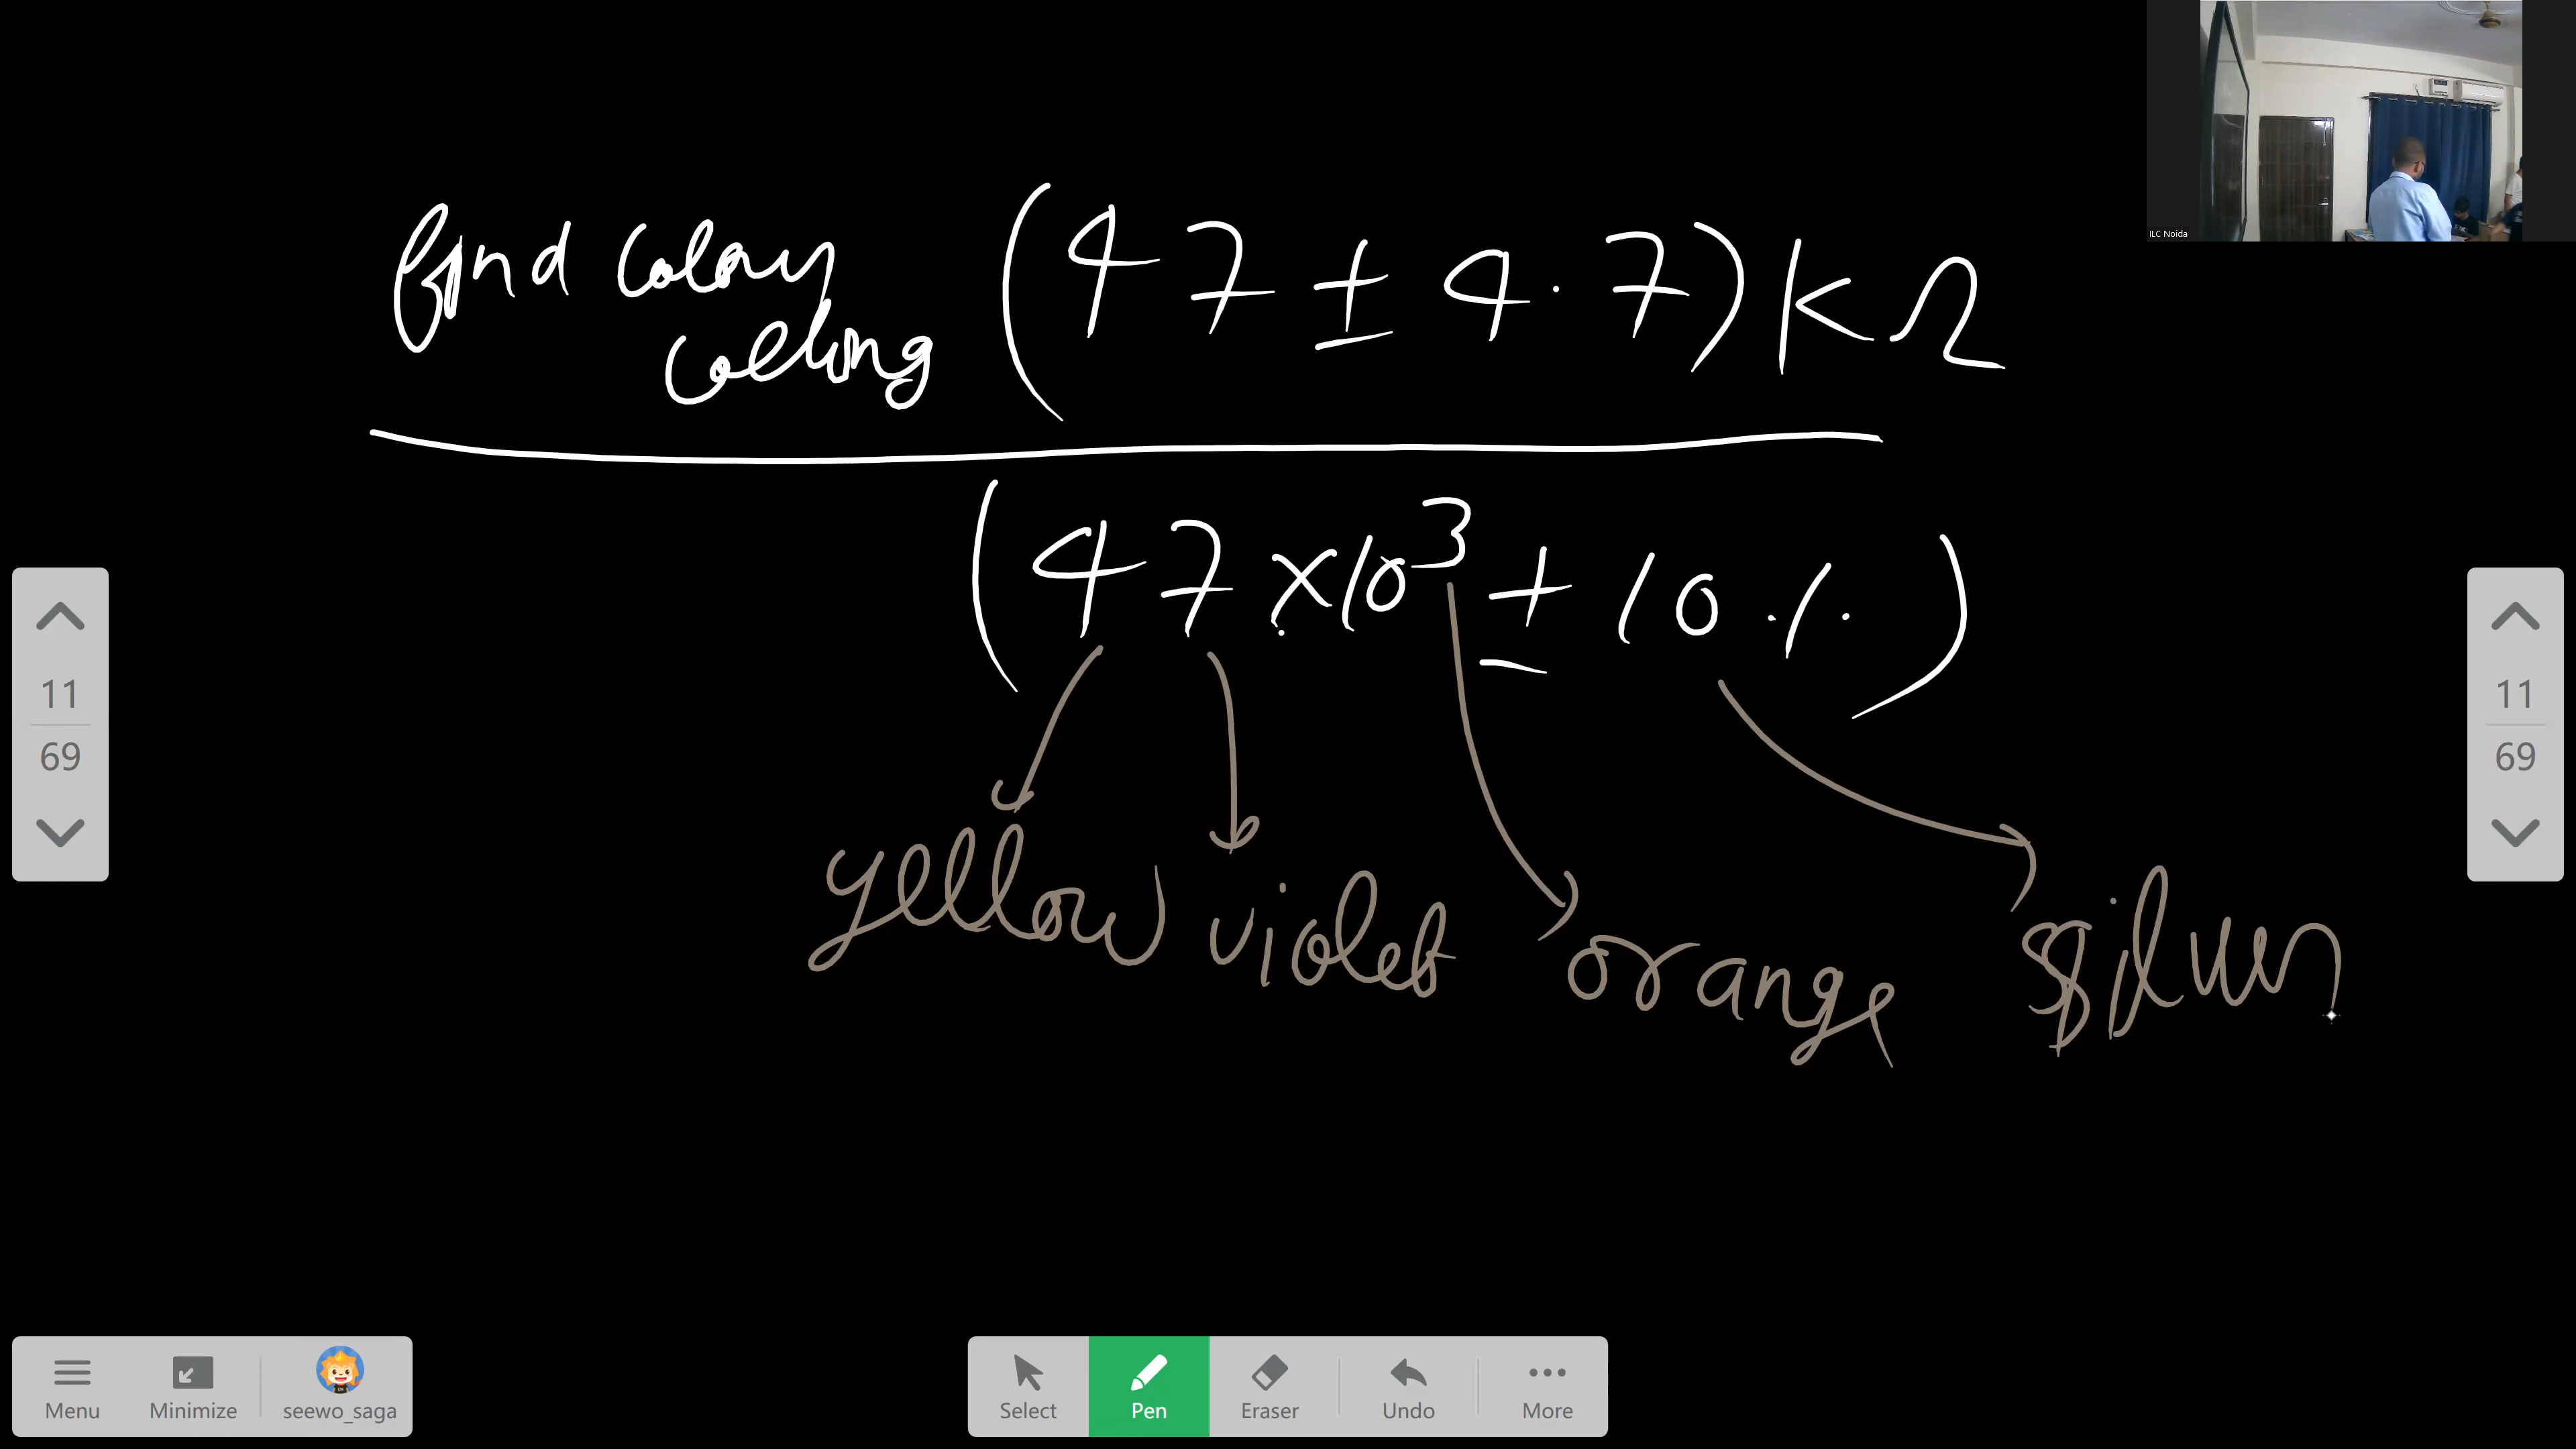 ILC Noida
find colour (47 ± 4.7) kΩ
coding
(47 × 10³ ± 10 %)
11
69
11
69
yellow violet orange silver
Menu Minimize seewo_saga Select Pen Eraser Undo More